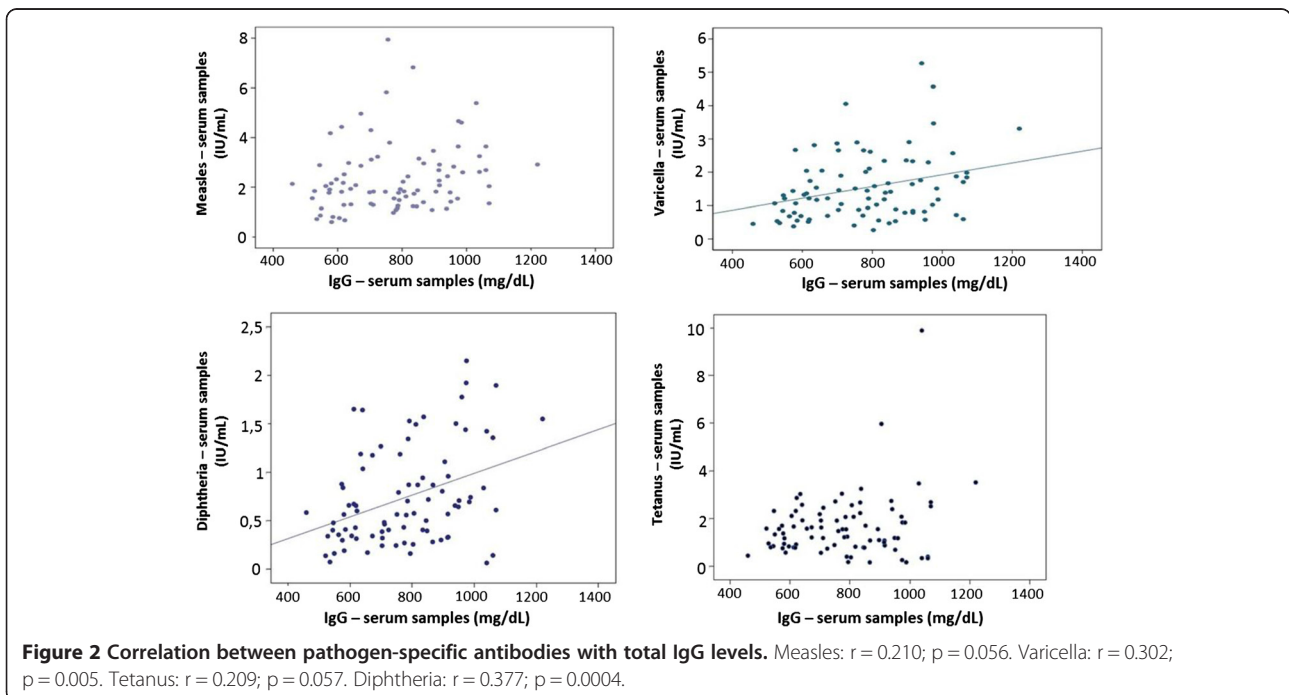 8
6
4
2
0
Measles – serum samples
(IU/mL)
400 600 800 1000 1200 1400
IgG – serum samples (mg/dL)
6
5
4
3
2
1
0
Varicella – serum samples
(IU/mL)
400 600 800 1000 1200 1400
IgG – serum samples (mg/dL)
2,5
2
1,5
1
0,5
0
Diphtheria – serum samples
(IU/mL)
400 600 800 1000 1200 1400
IgG – serum samples (mg/dL)
10
8
6
4
2
0
Tetanus – serum samples
(IU/mL)
400 600 800 1000 1200 1400
IgG – serum samples (mg/dL)
Figure 2 Correlation between pathogen-specific antibodies with total IgG levels. Measles: r = 0.210; p = 0.056. Varicella: r = 0.302;
p = 0.005. Tetanus: r = 0.209; p = 0.057. Diphtheria: r = 0.377; p = 0.0004.